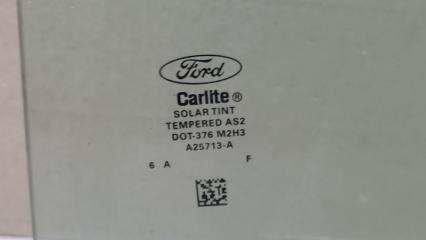 Ford
Carlite®
SOLAR TINT
TEMPERED AS2
DOT-376 M2H3
A25713-A
6 A F